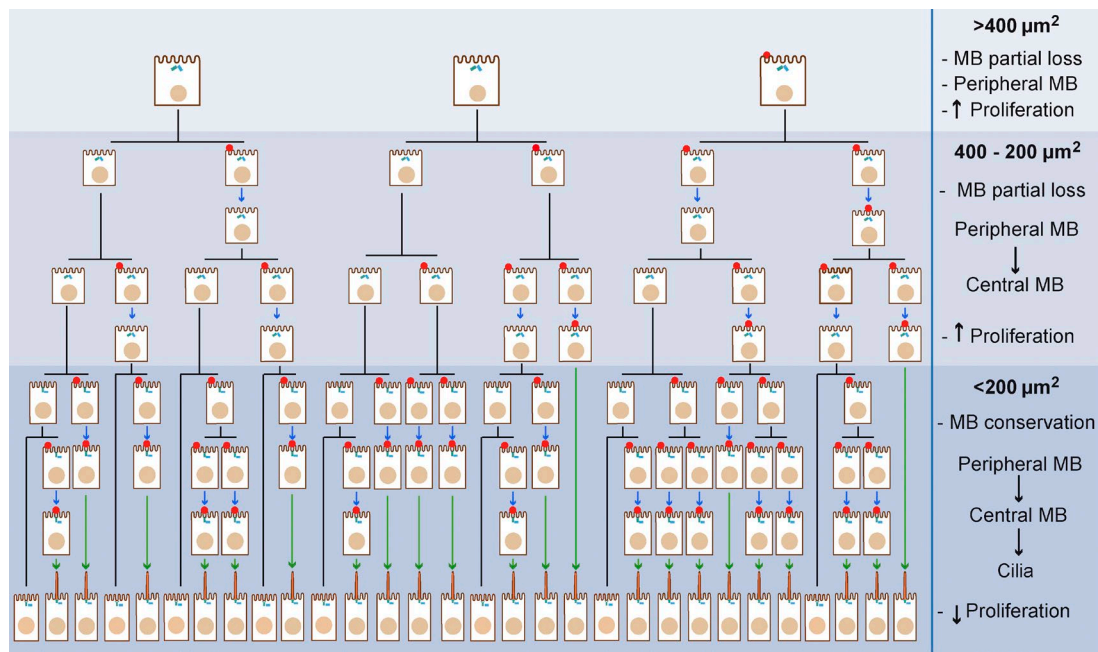 >400 µm²
- MB partial loss
- Peripheral MB
- ↑ Proliferation
400 - 200 µm²
- MB partial loss
Peripheral MB
Central MB
- ↑ Proliferation
<200 µm²
- MB conservation
Peripheral MB
Central MB
Cilia
- ↓ Proliferation